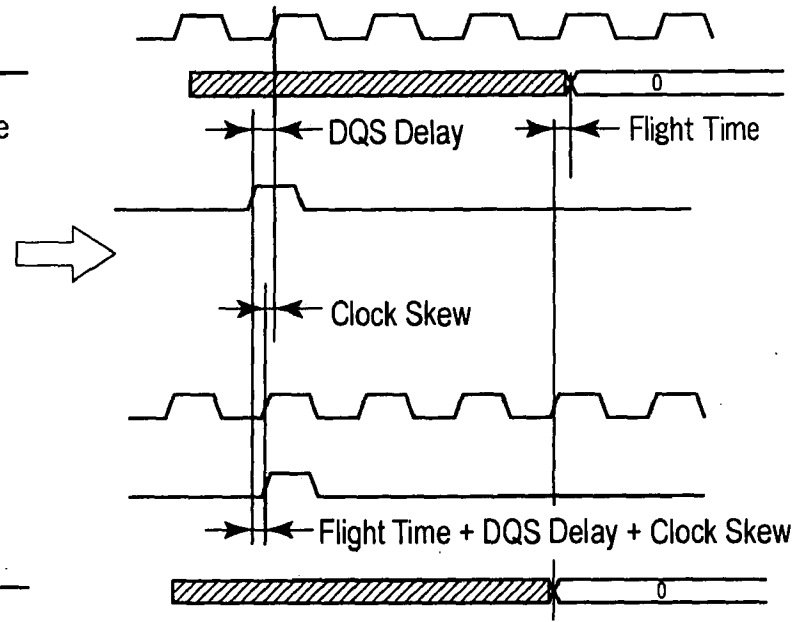 0
e
DQS Delay
Flight Time
Clock Skew
Flight Time + DQS Delay + Clock Skew
0